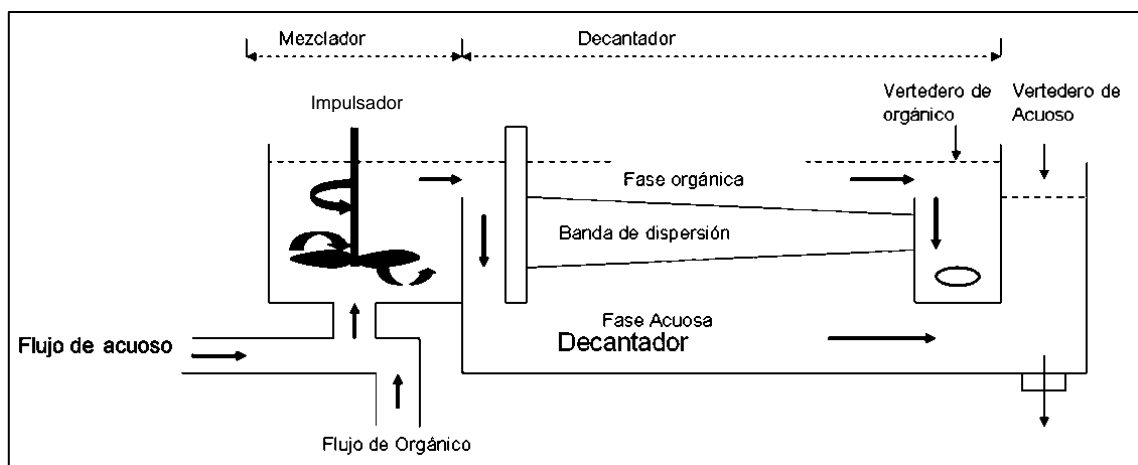 Mezclador
Decantador
Impulsador
Vertedero de
orgánico
Vertedero de
Acuoso
Fase orgánica
Banda de dispersión
Fase Acuosa
Decantador
Flujo de acuoso
Flujo de Orgánico